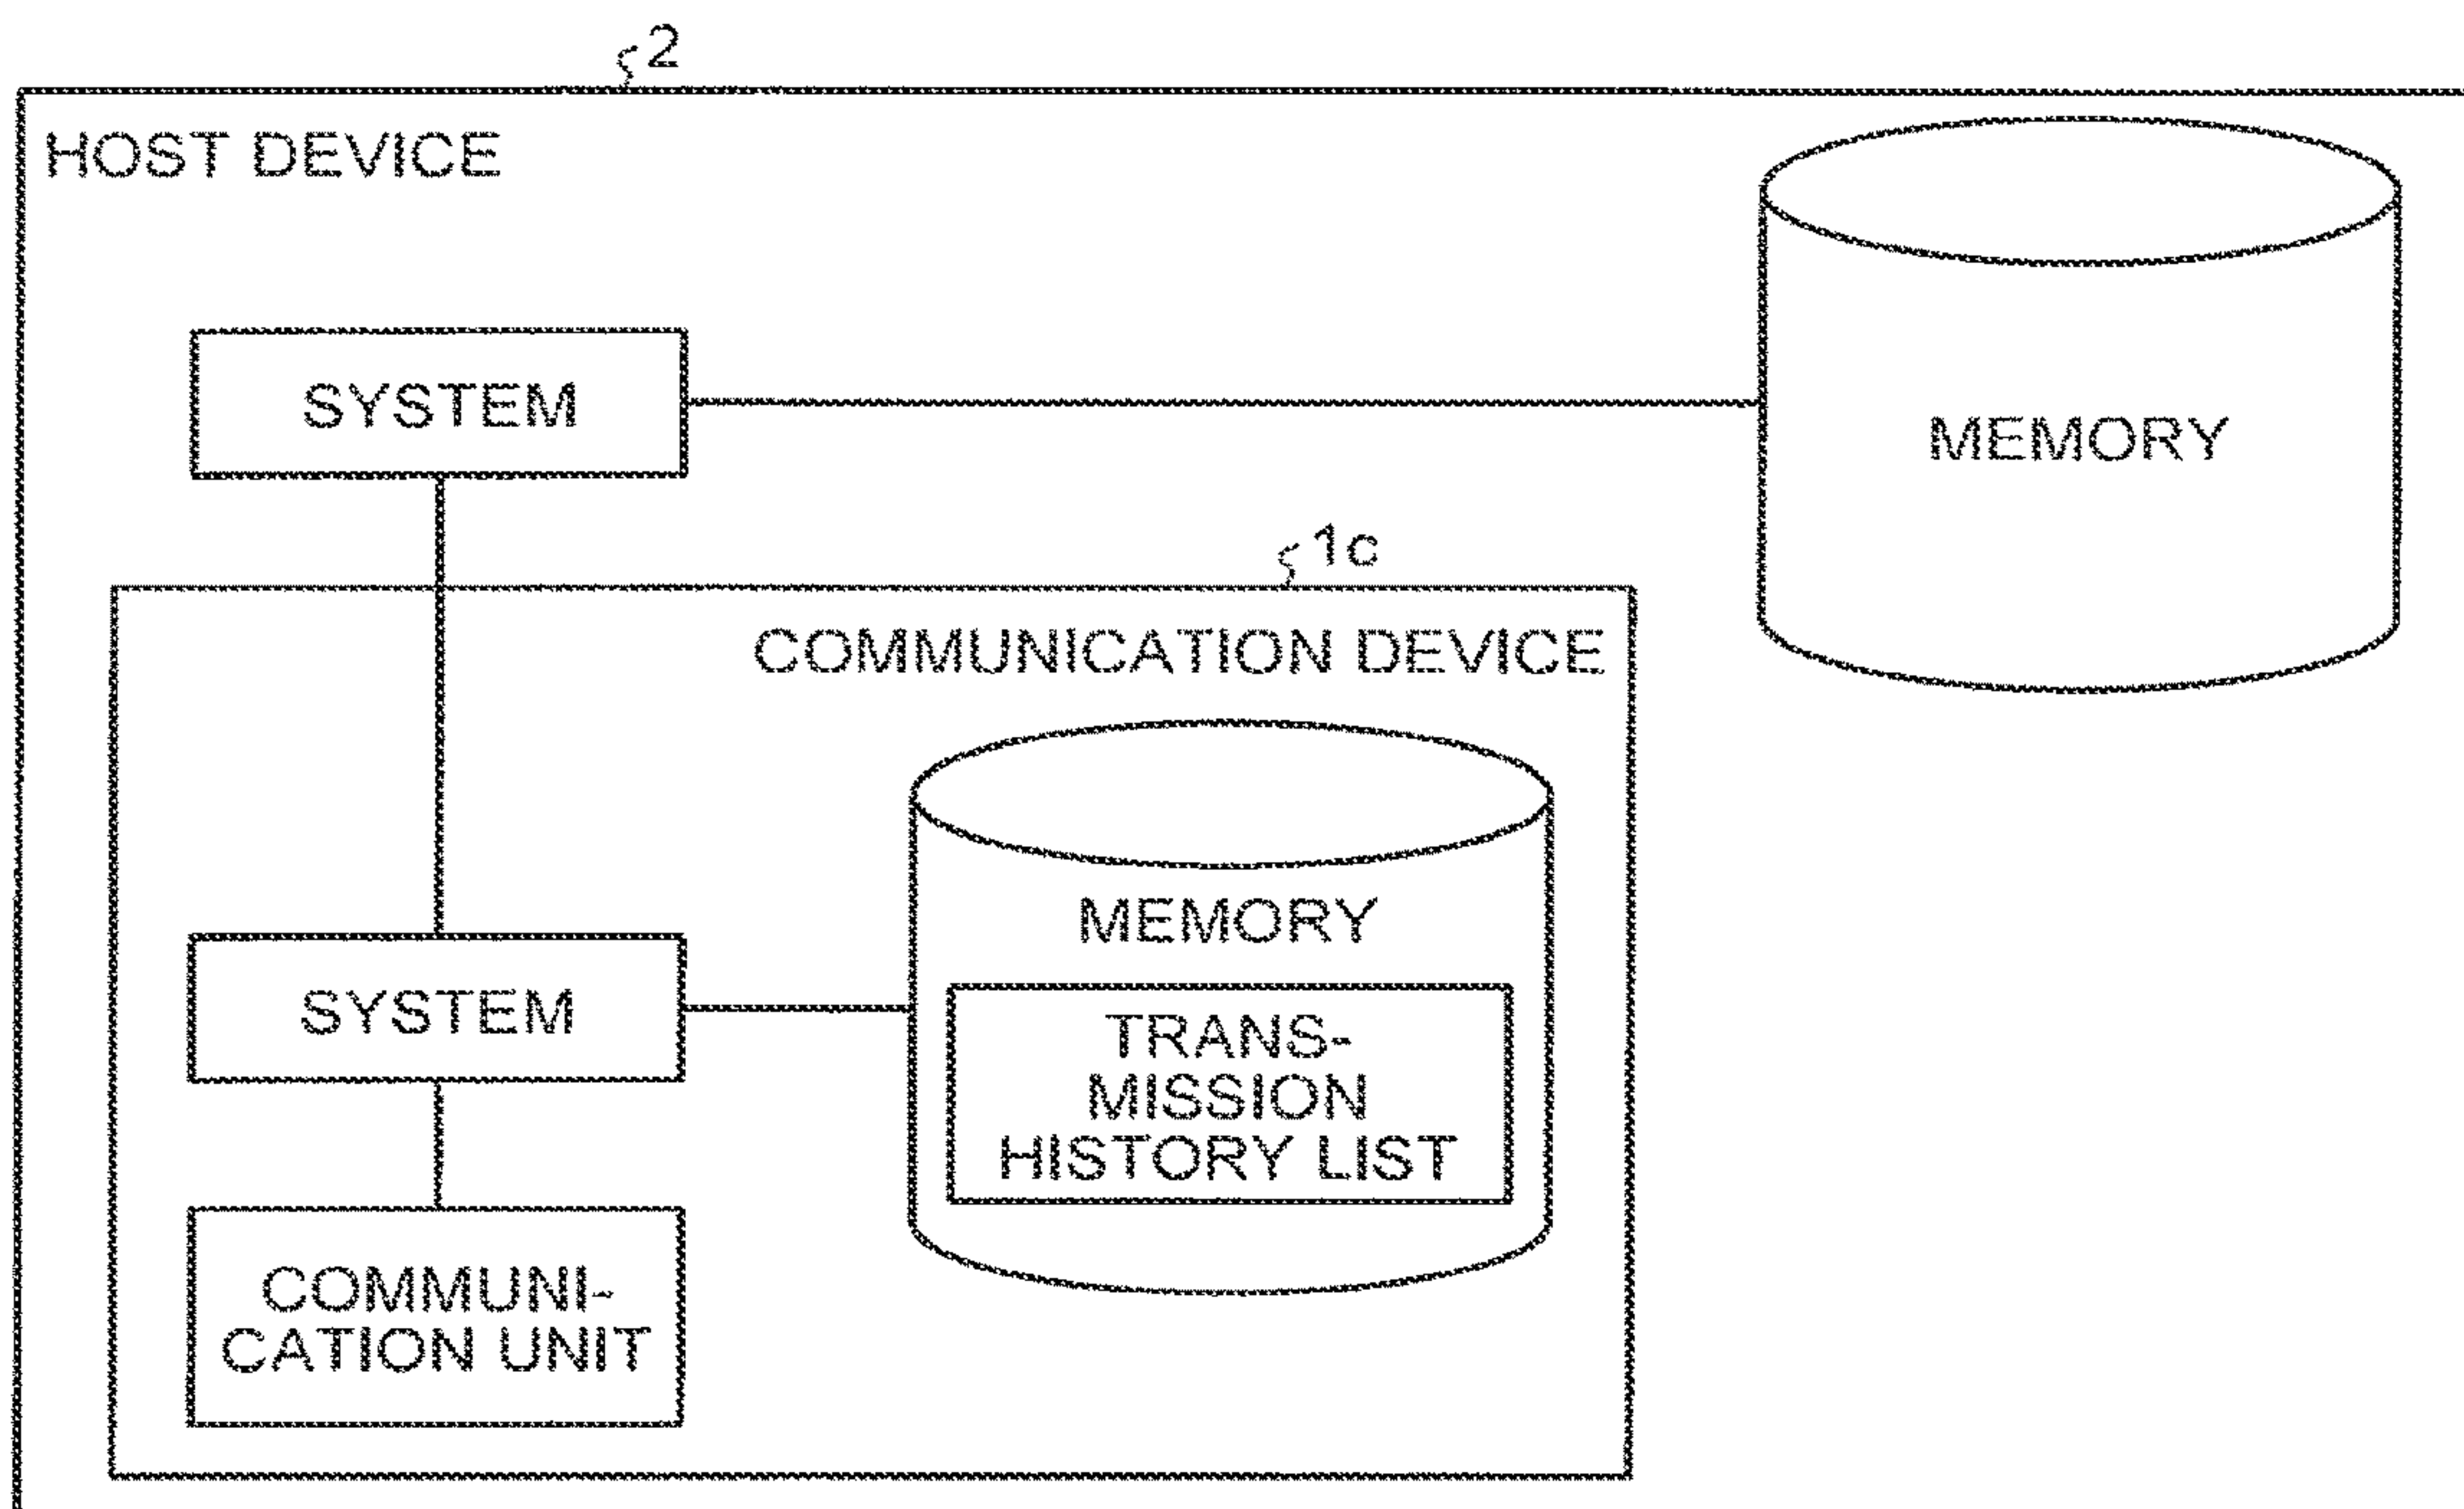 2
HOST DEVICE
SYSTEM
MEMORY
1c
COMMUNICATION DEVICE
MEMORY
SYSTEM
TRANS-
MISSION
HISTORY LIST
COMMUNI-
CATION UNIT